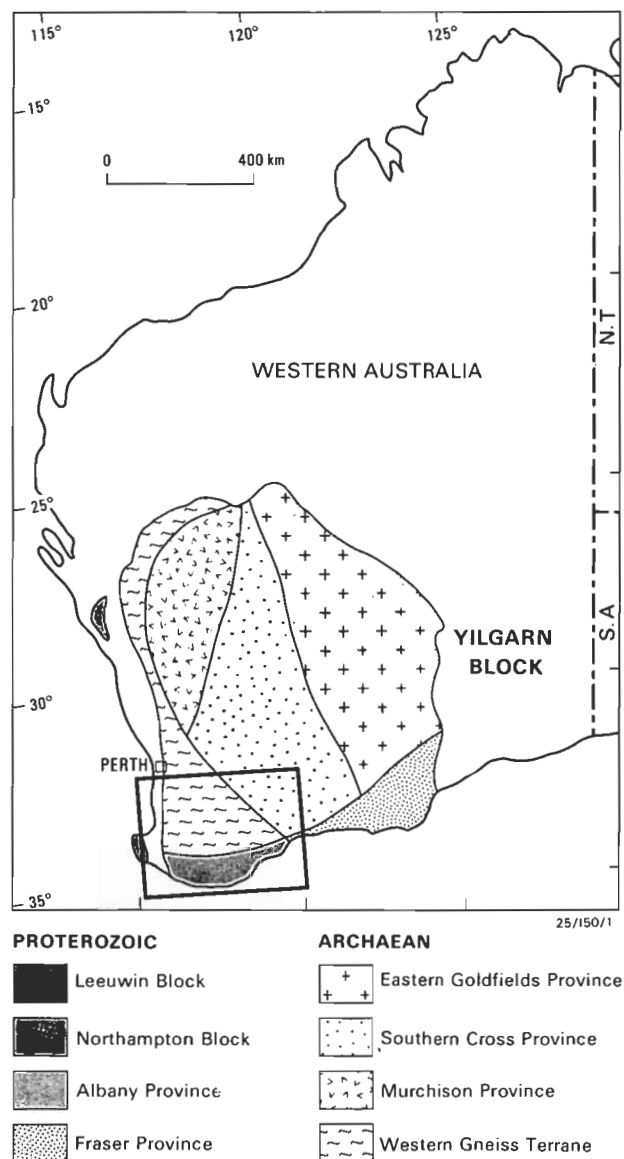 115° 120° 125°
15°
0 400 km
20°
N.T
WESTERN AUSTRALIA
25°
S.A
YILGARN
BLOCK
30°
PERTH
35°
25/150/1
PROTEROZOIC ARCHAEAN
Leeuwin Block Eastern Goldfields Province
Northampton Block Southern Cross Province
Albany Province Murchison Province
Fraser Province Western Gneiss Terrane